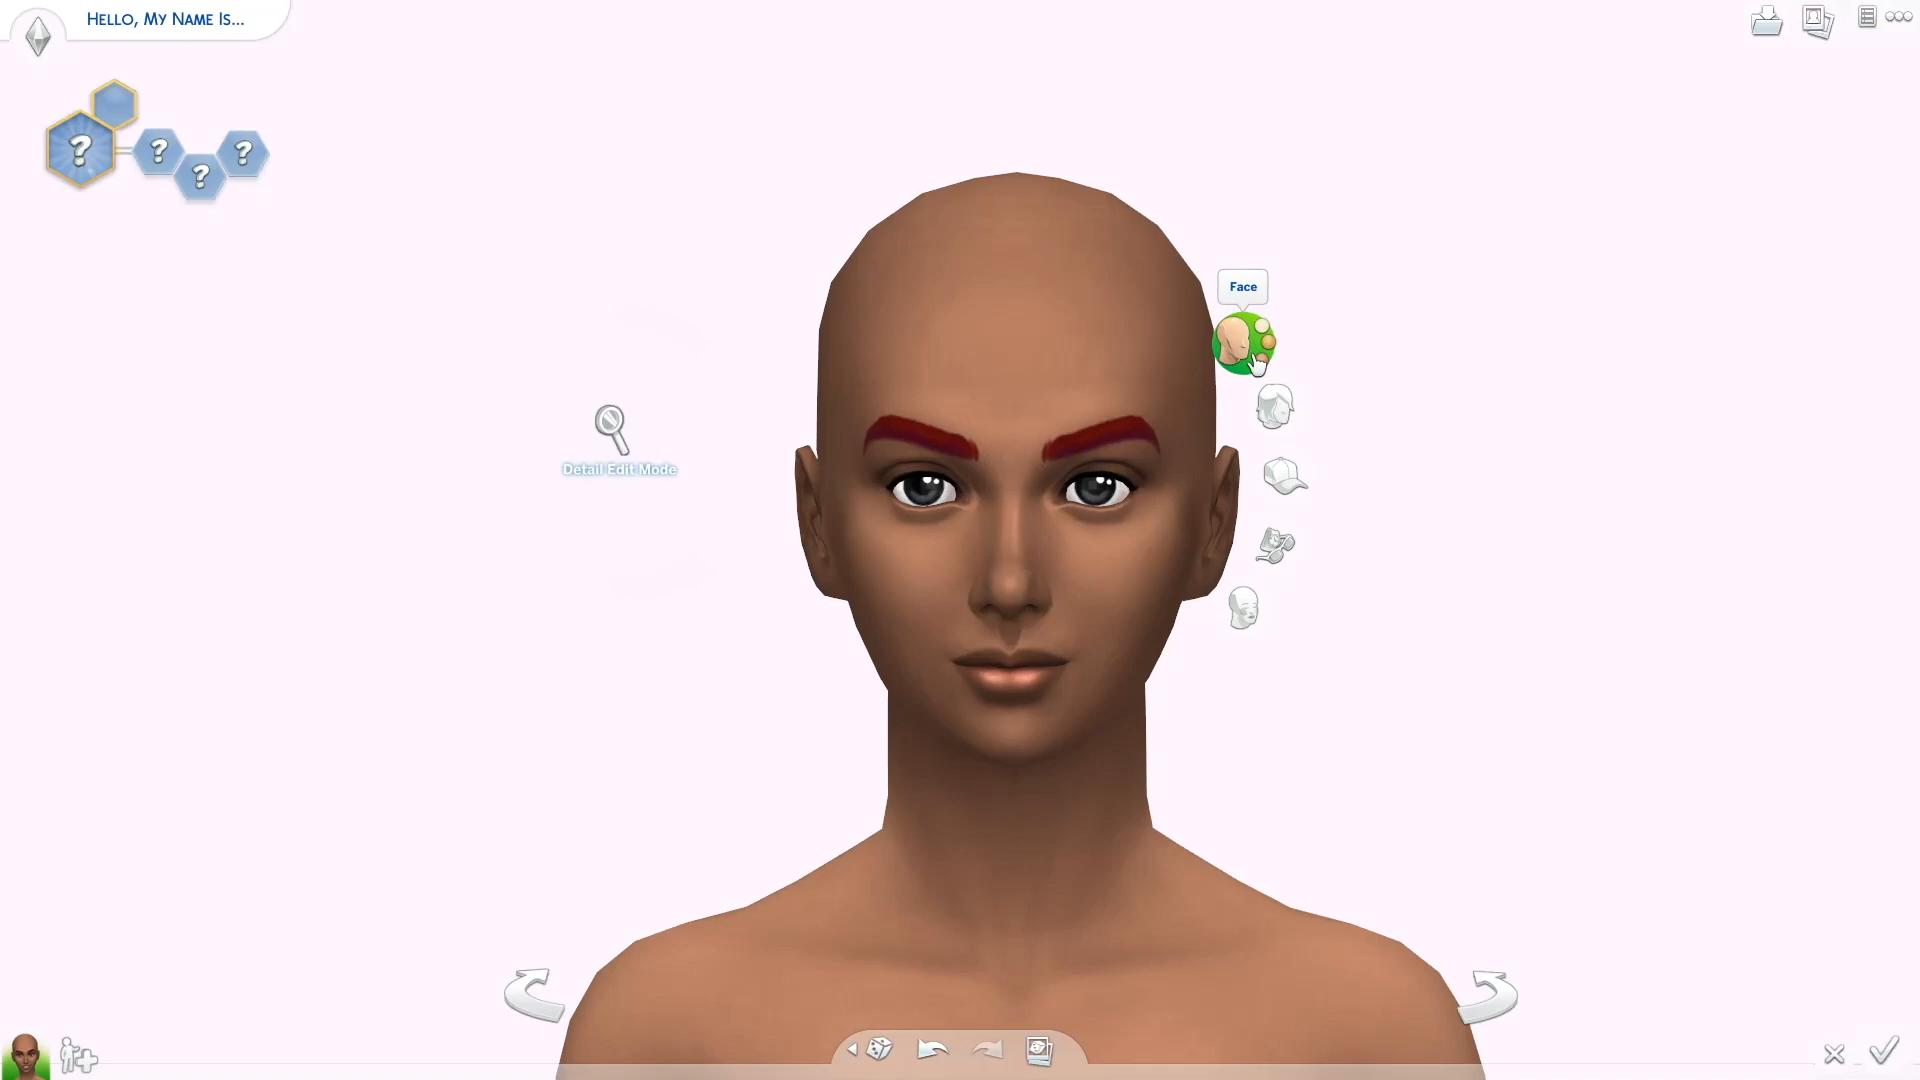 Hello, My Name Is...
?
? ? ?
Face
Detail Edit Mode